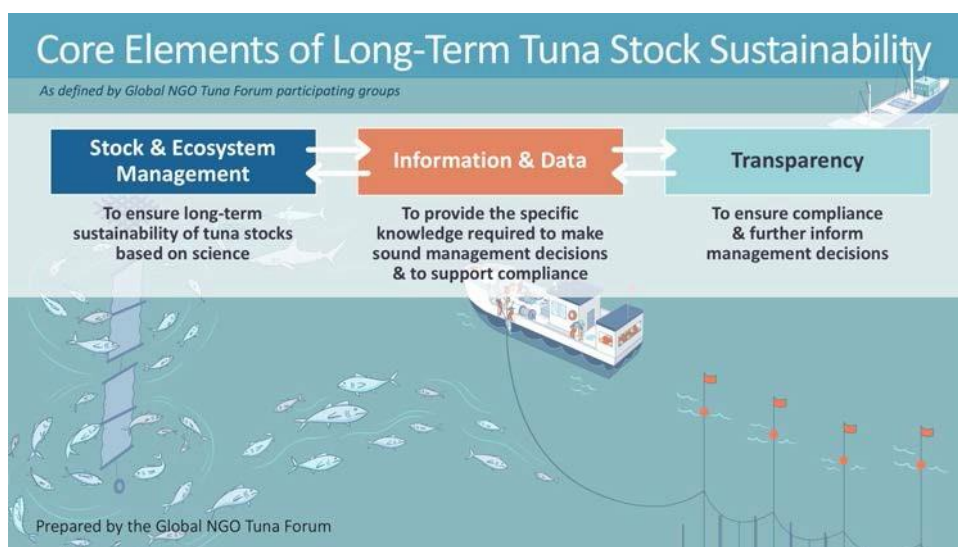 Core Elements of Long-Term Tuna Stock Sustainability
As defined by Global NGO Tuna Forum participating groups
Stock & Ecosystem
Management
To ensure long-term
sustainability of tuna stocks
based on science
Information & Data
To provide the specific
knowledge required to make
sound management decisions
& to support compliance
Transparency
To ensure compliance
& further inform
management decisions
Prepared by the Global NGO Tuna Forum